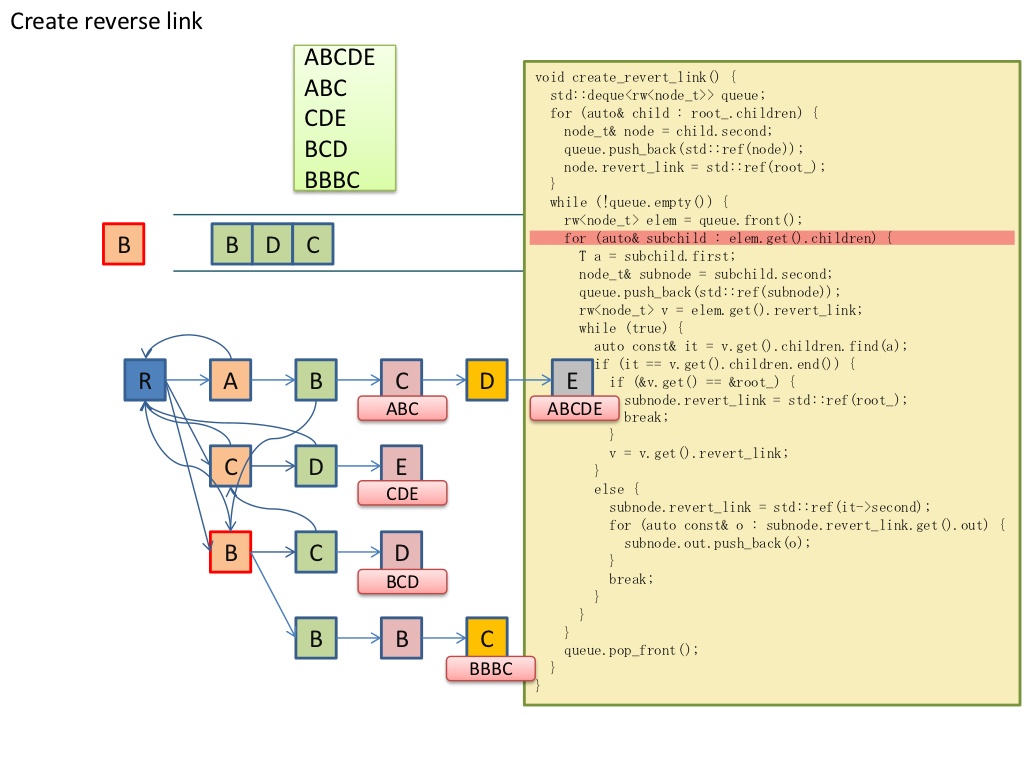 Create reverse link
ABCDE
ABC
CDE
BCD
BBBC
B
B D C
R A B C D E
ABC ABCDE
C D E
CDE
B C D
BCD
B B C
BBBC
void create_revert_link() {
std::deque<rw<node_t>> queue;
for (auto& child : root_.children) {
node_t& node = child.second;
queue.push_back(std::ref(node));
node.revert_link = std::ref(root_);
}
while (!queue.empty()) {
rw<node_t> elem = queue.front();
for (auto& subchild : elem.get().children) {
T a = subchild.first;
node_t& subnode = subchild.second;
queue.push_back(std::ref(subnode));
rw<node_t> v = elem.get().revert_link;
while (true) {
auto const& it = v.get().children.find(a);
if (it == v.get().children.end()) {
if (&v.get() == &root_) {
subnode.revert_link = std::ref(root_);
break;
}
v = v.get().revert_link;
}
else {
subnode.revert_link = std::ref(it->second);
for (auto const& o : subnode.revert_link.get().out) {
subnode.out.push_back(o);
}
break;
}
}
}
queue.pop_front();
}
}